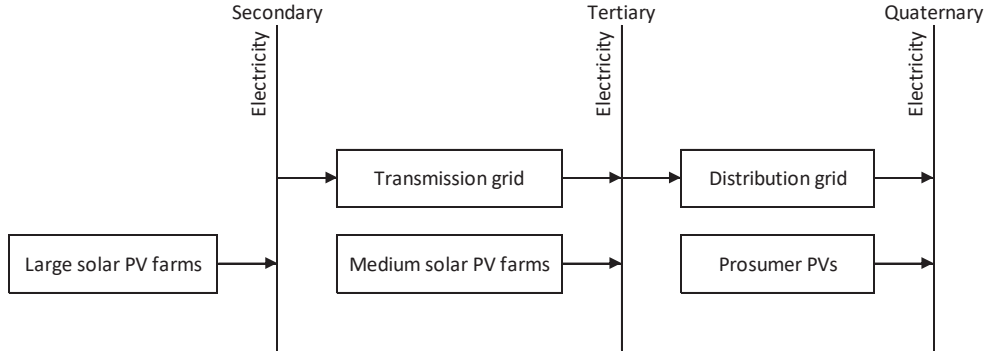 Secondary
Tertiary
Quaternary
Electricity
Electricity
Electricity
Transmission grid
Distribution grid
Large solar PV farms
Medium solar PV farms
Prosumer PVs